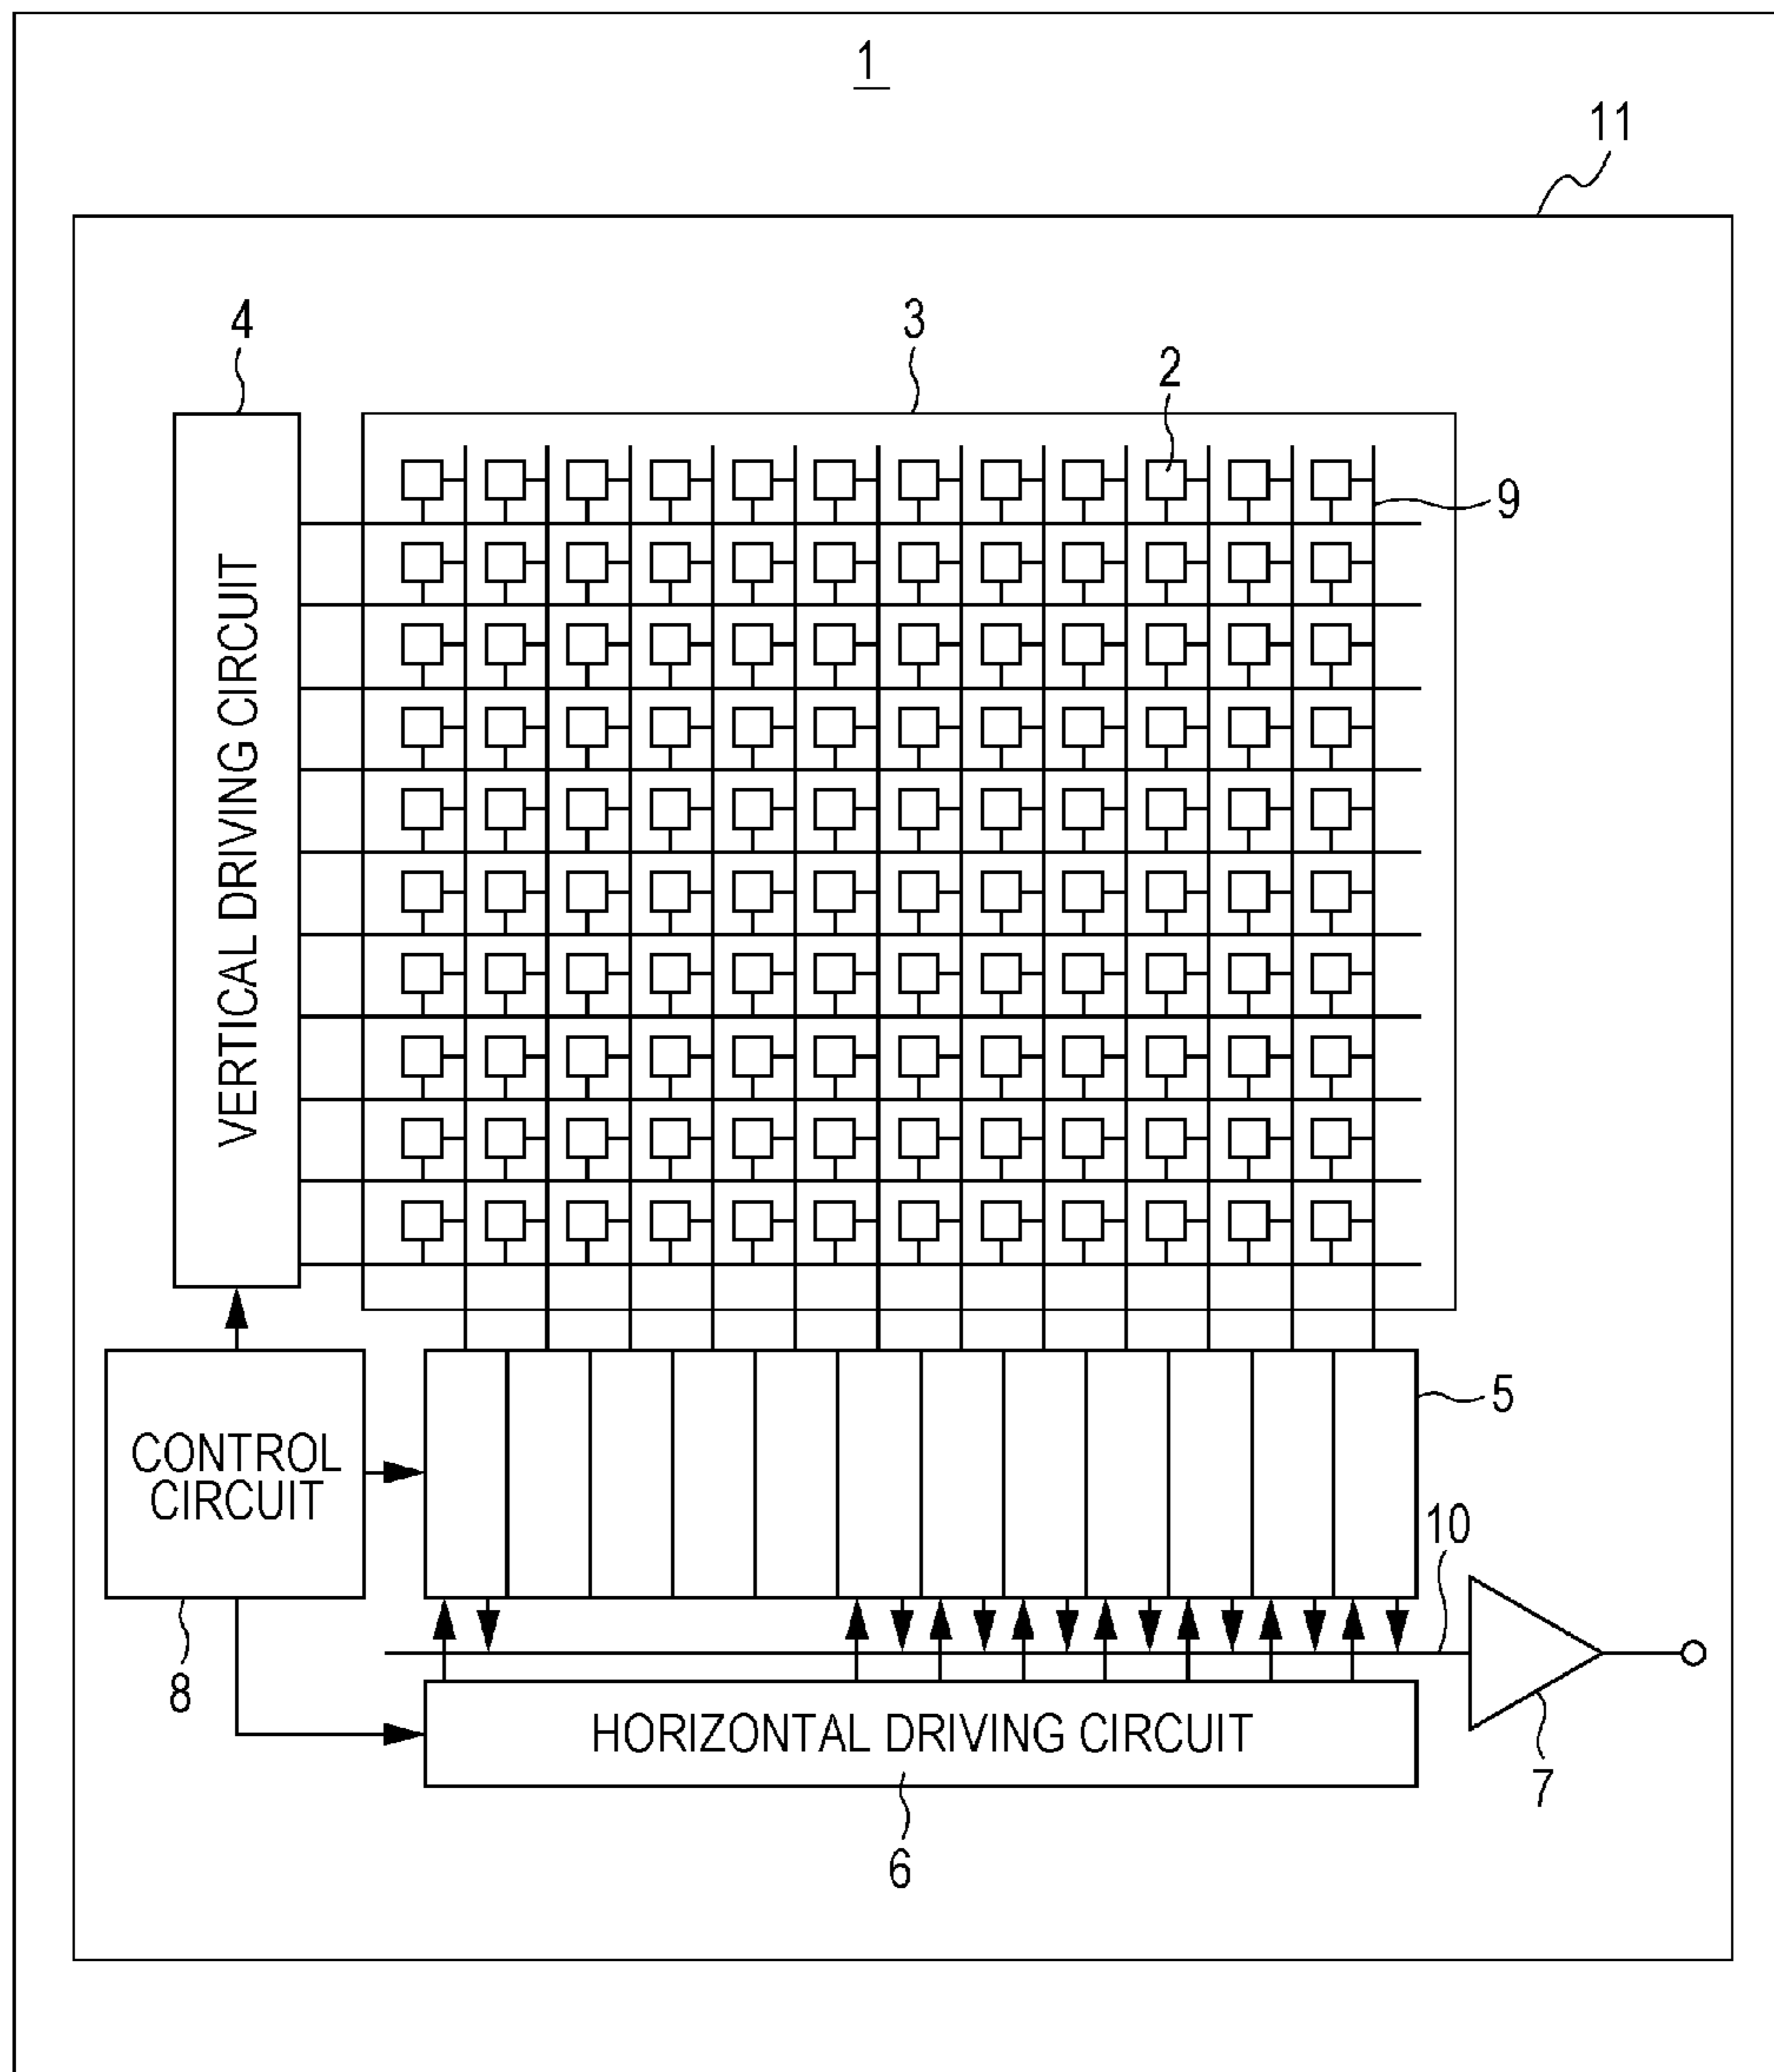 1
11
4
3
2
9
VERTICAL DRIVING CIRCUIT
5
CONTROL
CIRCUIT
10
8
HORIZONTAL DRIVING CIRCUIT
7
6